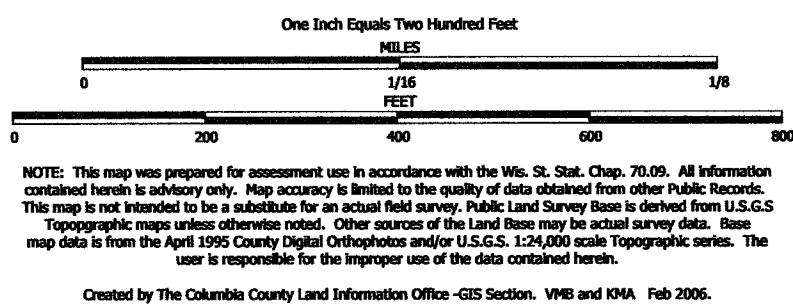 One Inch Equals Two Hundred Feet
MILES
0 1/16 1/8
FEET
0 200 400 600 800
NOTE: This map was prepared for assessment use in accordance with the Wis. St. Stat. Chap. 70.09. All information
contained herein is advisory only. Map accuracy is limited to the quality of data obtained from other Public Records.
This map is not intended to be a substitute for an actual field survey. Public Land Survey Base is derived from U.S.G.S
Topopgraphic maps unless otherwise noted. Other sources of the Land Base may be actual survey data. Base
map data is from the April 1995 County Digital Orthophotos and/or U.S.G.S. 1:24,000 scale Topographic series. The
user is responsible for the improper use of the data contained herein.
Created by The Columbia County Land Information Office -GIS Section. VMB and KMA Feb 2006.